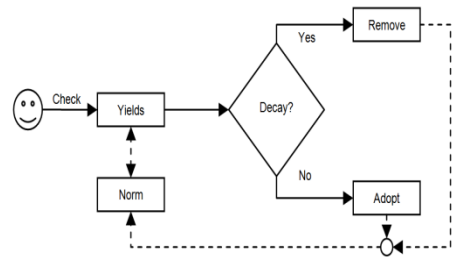 Check
Yields
Norm
Decay?
Yes
No
Remove
Adopt